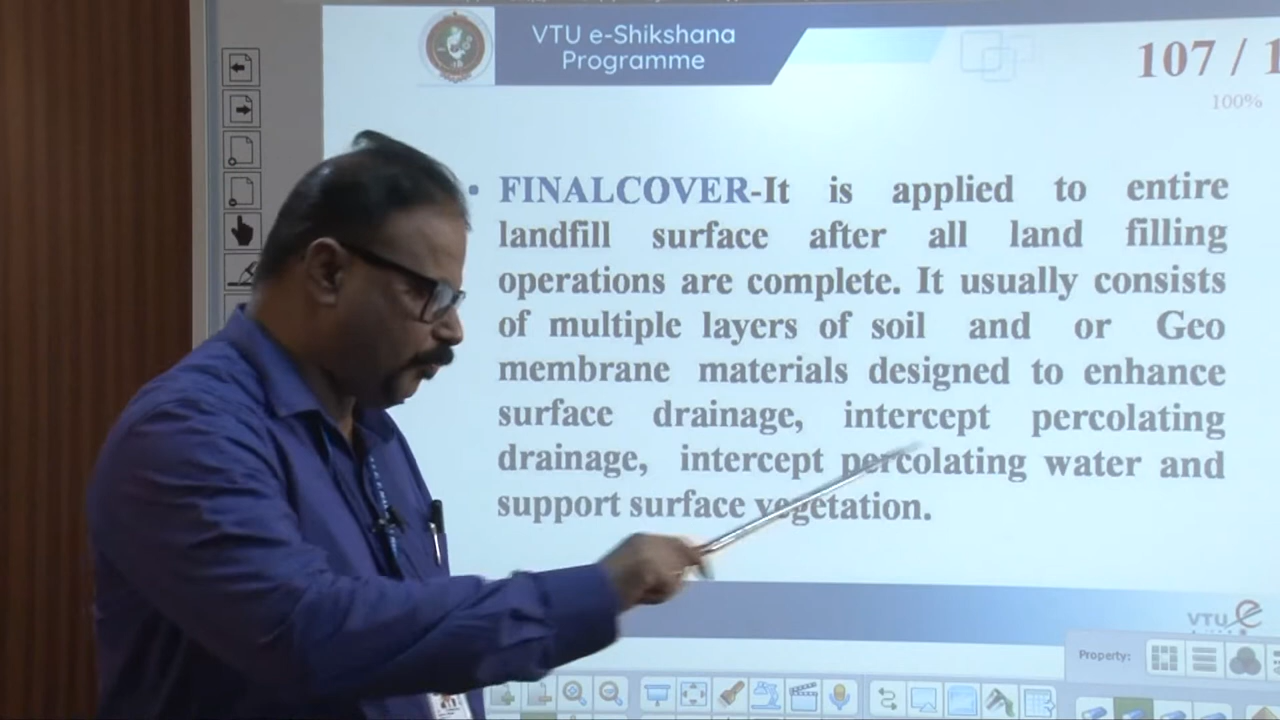 VTU e-Shikshana
Programme
107 / 1
100%
• FINALCOVER-It is applied to entire
landfill surface after all land filling
operations are complete. It usually consists
of multiple layers of soil and or Geo
membrane materials designed to enhance
surface drainage, intercept percolating
drainage, intercept percolating water and
support surface vegetation.
VTU e
Property: